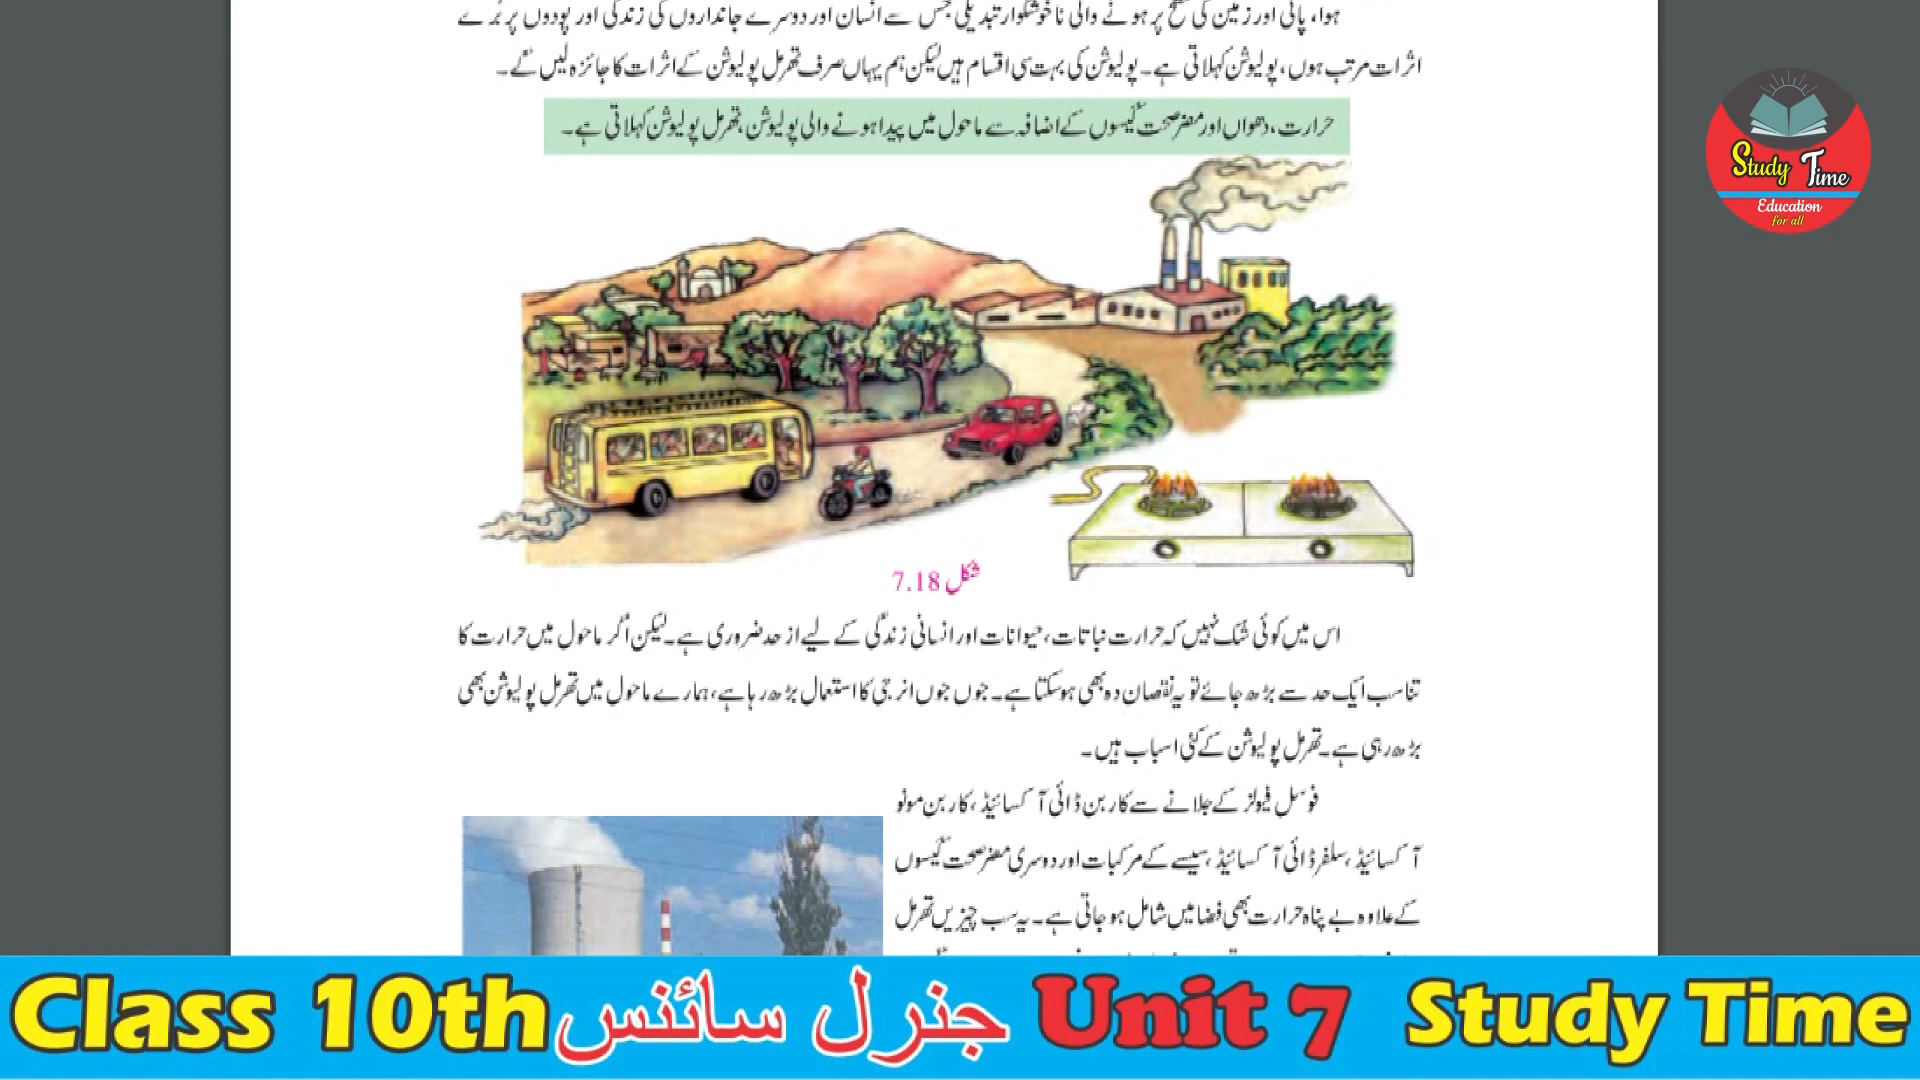 ہوا، پانی اور زمین کی سطح پر ہونے والی ناخوشگوار تبدیلی جس سے انسان اور دوسرے جانداروں کی زندگی اور پودوں پر بُرے
اثرات مرتب ہوں، پولیوشن کہلاتی ہے۔ پولیوشن کی بہت سی اقسام ہیں لیکن ہم یہاں صرف تھرمل پولیوشن کے اثرات کا جائزہ لیں گے۔
حرارت، دھواں اور مضر صحت گیسوں کے اضافہ سے ماحول میں پیدا ہونے والی پولیوشن، تھرمل پولیوشن کہلاتی ہے۔
Study Time
Education
for all
شکل 7.18
اس میں کوئی شک نہیں کہ حرارت نباتات، حیوانات اور انسانی زندگی کے لیے از حد ضروری ہے۔ لیکن اگر ماحول میں حرارت کا
تناسب ایک حد سے بڑھ جائے تو یہ نقصان دہ بھی ہو سکتا ہے۔ جوں جوں انرجی کا استعمال بڑھ رہا ہے، ہمارے ماحول میں تھرمل پولیوشن بھی
بڑھ رہی ہے۔ تھرمل پولیوشن کے کئی اسباب ہیں۔
فوسل فیولز کے جلانے سے کاربن ڈائی آکسائیڈ، کاربن مونو
آکسائیڈ، سلفر ڈائی آکسائیڈ، سیسے کے مرکبات اور دوسری مضر صحت گیسوں
کے علاوہ بے پناہ حرارت بھی فضا میں شامل ہو جاتی ہے۔ یہ سب چیزیں تھرمل
Class 10th جنرل سائنس Unit 7 Study Time